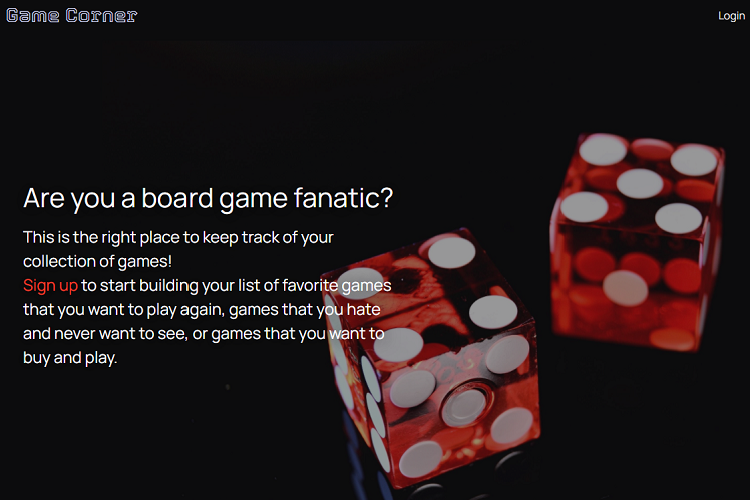 Game Corner
Login
Are you a board game fanatic?
This is the right place to keep track of your
collection of games!
Sign up to start building your list of favorite games
that you want to play again, games that you hate
and never want to see, or games that you want to
buy and play.